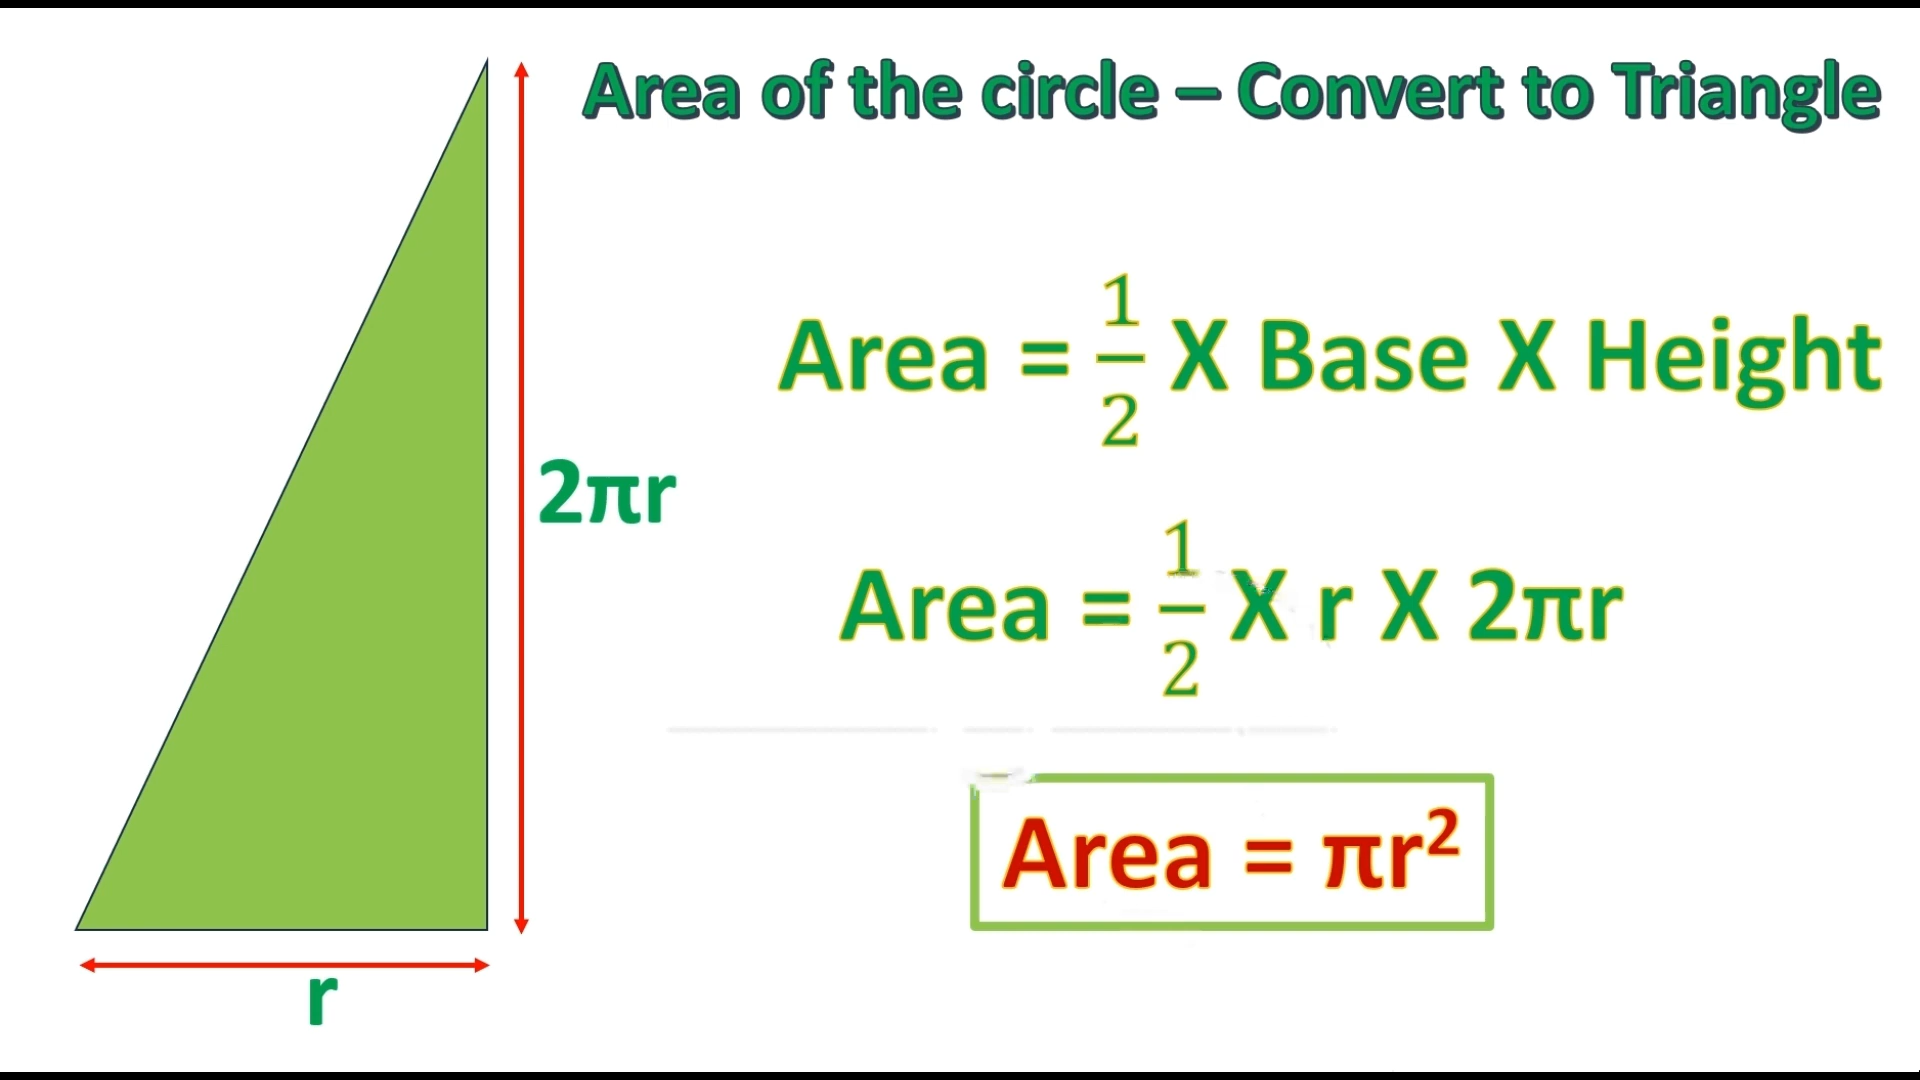 Area of the circle – Convert to Triangle
Area = 1/2 X Base X Height
2πr
Area = 1/2 X r X 2πr
Area = πr²
r